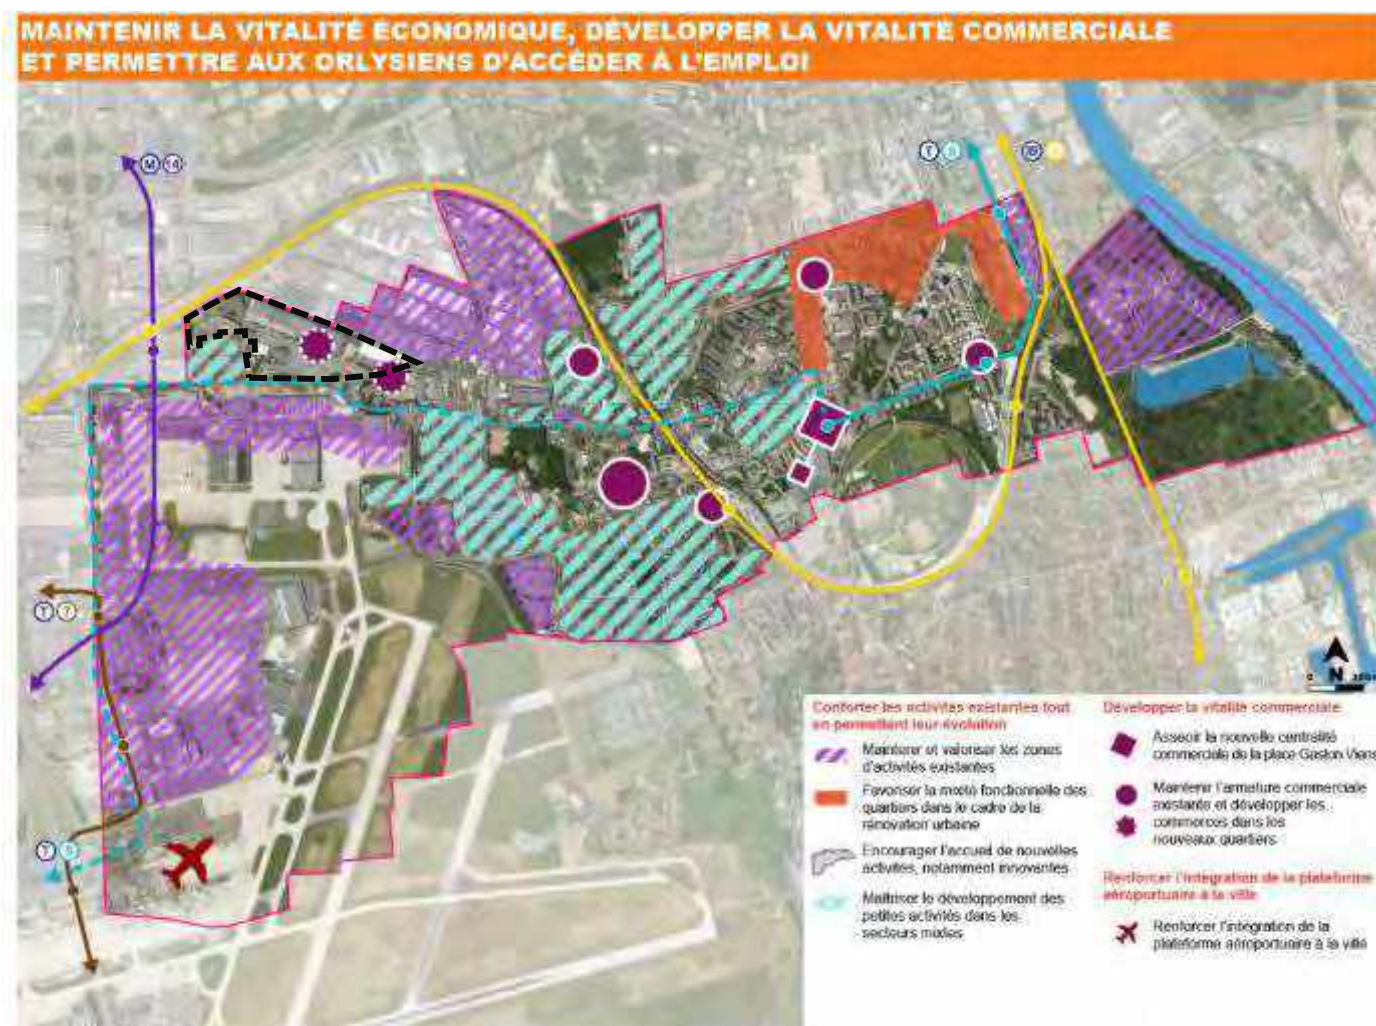 MAINTENIR LA VITALITÉ ÉCONOMIQUE, DÉVELOPPER LA VITALITÉ COMMERCIALE
ET PERMETTRE AUX ORLYSIENS D'ACCÉDER À L'EMPLOI
M 14
T
T 7
T
N
0
Conforter les activités existantes tout
en permettant leur évolution
Maintenir et valoriser les zones
d'activités existantes
Favoriser la mixité fonctionnelle des
quartiers dans le cadre de la
rénovation urbaine
Encourager l'accueil de nouvelles
activités, notamment innovantes
Maîtriser le développement des
petites activités dans les
secteurs mixtes
Développer la vitalité commerciale
Asseoir la nouvelle centralité
commerciale de la place Gaston Viens
Maintenir l'armature commerciale
existante et développer les
commerces dans les
nouveaux quartiers
Renforcer l'intégration de la plateforme
aéroportuaire à la ville
Renforcer l'intégration de la
plateforme aéroportuaire à la ville